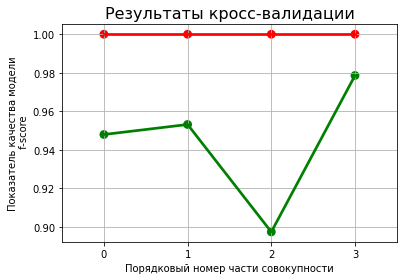 Результаты кросс-валидации
1.00
0.98
0.96
0.94
0.92
0.90
Показатель качества модели
f-score
0 1 2 3
Порядковый номер части совокупности